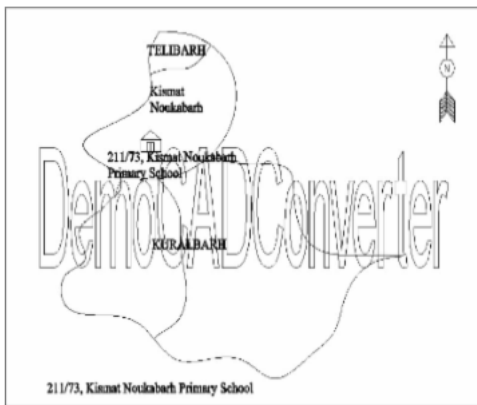 TELIBARH
N
Kismat
Noukabarh
211/73, Kismat Noukabarh
Primary School
DemoCADConverter
KURALBARH
211/73, Kismat Noukabarh Primary School